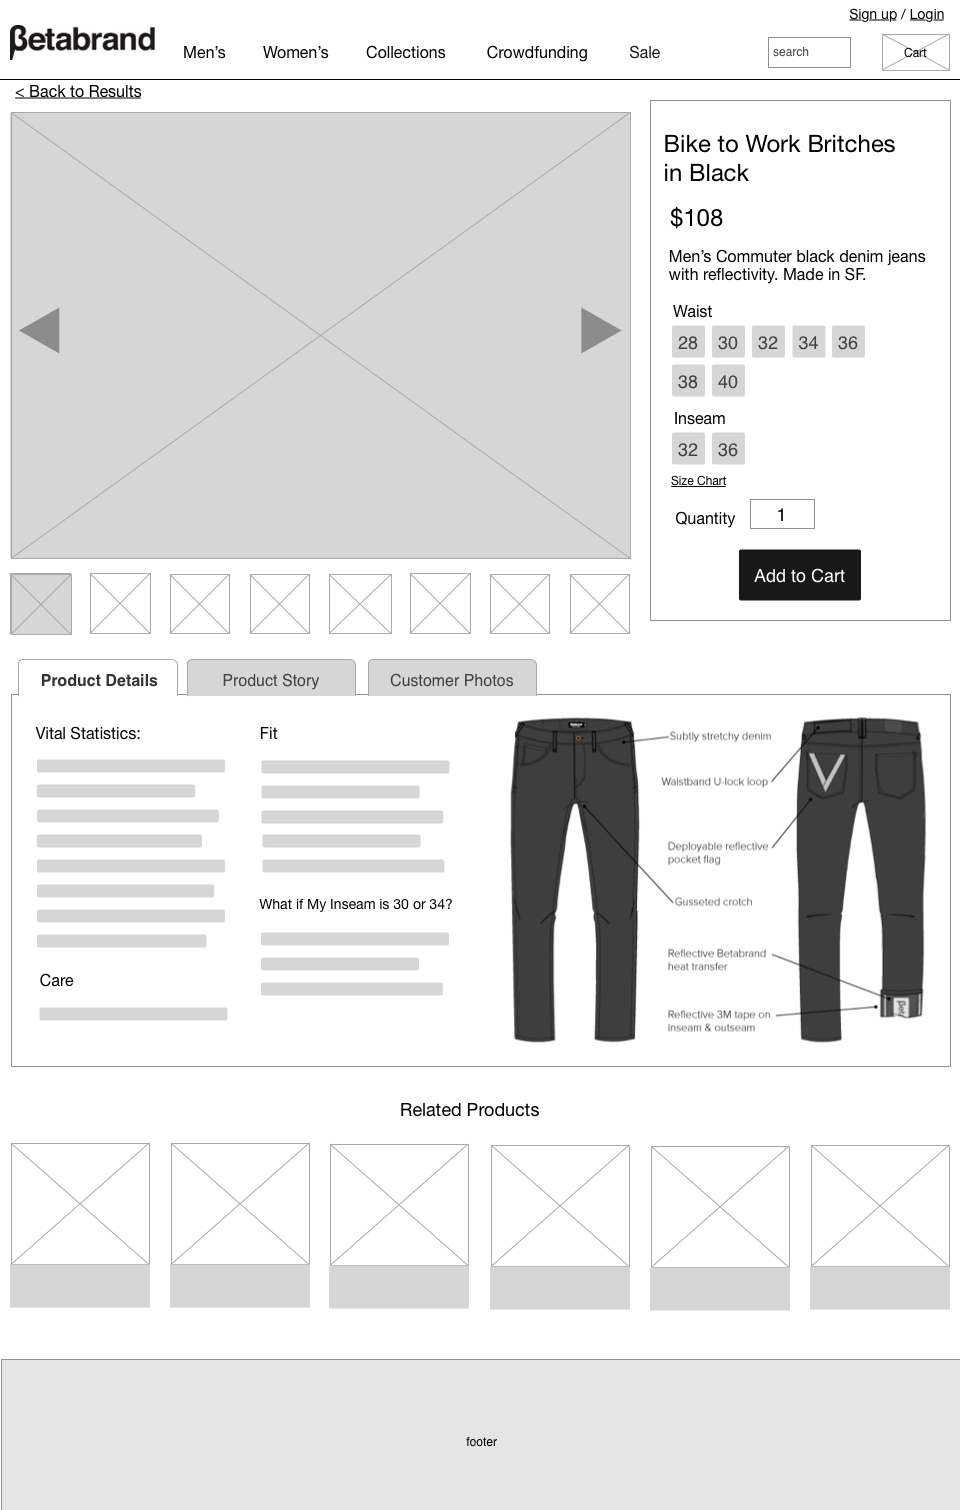 Sign up / Login
Betabrand
Men's Women's Collections Crowdfunding Sale
search
Cart
< Back to Results
Bike to Work Britches
in Black
$108
Men's Commuter black denim jeans
with reflectivity. Made in SF.
Waist
28 30 32 34 36
38 40
Inseam
32 36
Size Chart
Quantity 1
Add to Cart
Product Details
Product Story
Customer Photos
Vital Statistics:
Care
Fit
What if My Inseam is 30 or 34?
Subtly stretchy denim
Waistband U-lock loop
Deployable reflective
pocket flag
Gusseted crotch
Reflective Betabrand
heat transfer
Reflective 3M tape on
inseam & outseam
Related Products
footer